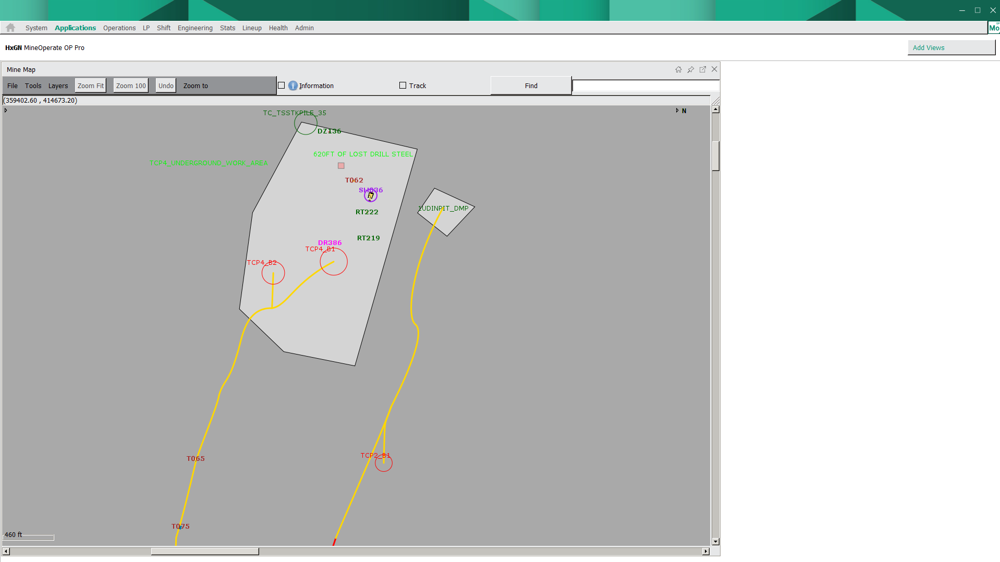 System Applications Operations LP Shift Engineering Stats Lineup Health Admin
Mo
HxGN MineOperate OP Pro
Add Views
Mine Map
File Tools Layers Zoom Fit Zoom 100 Undo Zoom to
i Information
Track
Find
(359402.60 , 414673.20)
N
TC_TSSTKPILE_35
DZ136
620FT OF LOST DRILL STEEL
TCP4_UNDERGROUND_WORK_AREA
T062
SH036
1UDINPIT_DMP
RT222
RT219
DR386
TCP4_B1
TCP4_B2
TCP2_B1
T065
T075
460 ft